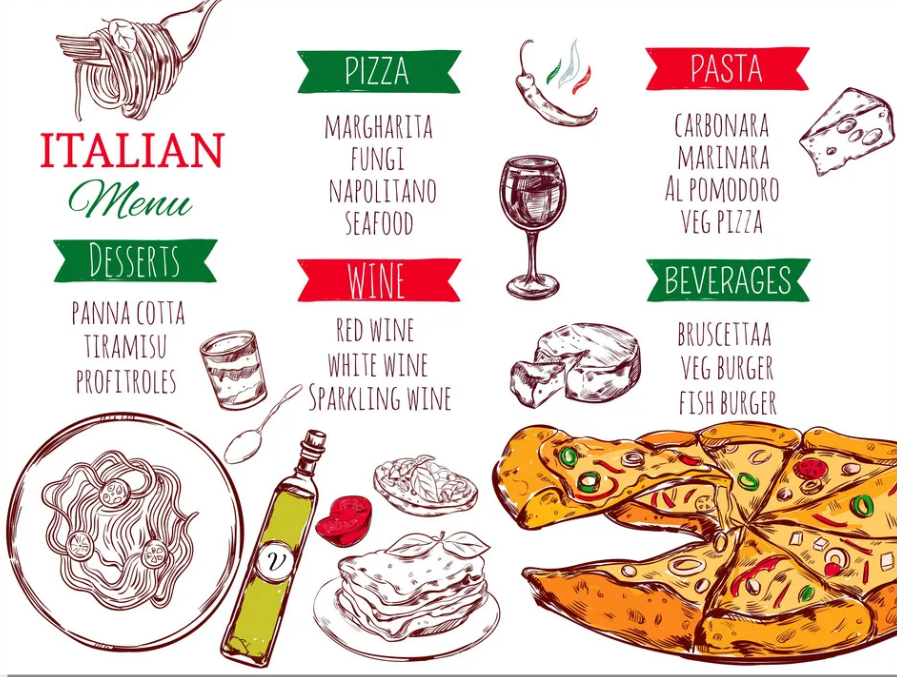 ITALIAN
Menu
DESSERTS
PANNA COTTA
TIRAMISU
PROFITROLES
PIZZA
MARGHARITA
FUNGI
NAPOLITANO
SEAFOOD
WINE
RED WINE
WHITE WINE
SPARKLING WINE
PASTA
CARBONARA
MARINARA
AL POMODORO
VEG PIZZA
BEVERAGES
BRUSCETTAA
VEG BURGER
FISH BURGER
V